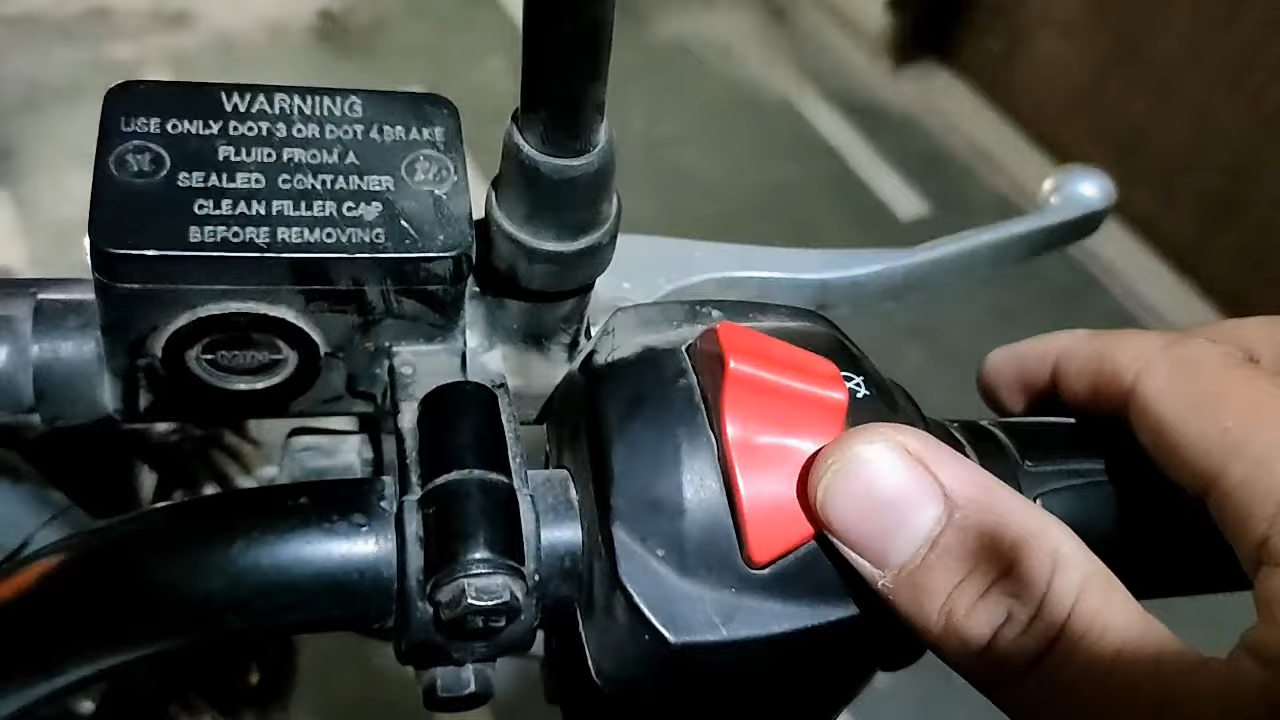 WARNING
USE ONLY DOT 3 OR DOT 4 BRAKE
FLUID FROM A
SEALED CONTAINER
CLEAN FILLER CAP
BEFORE REMOVING
MIN